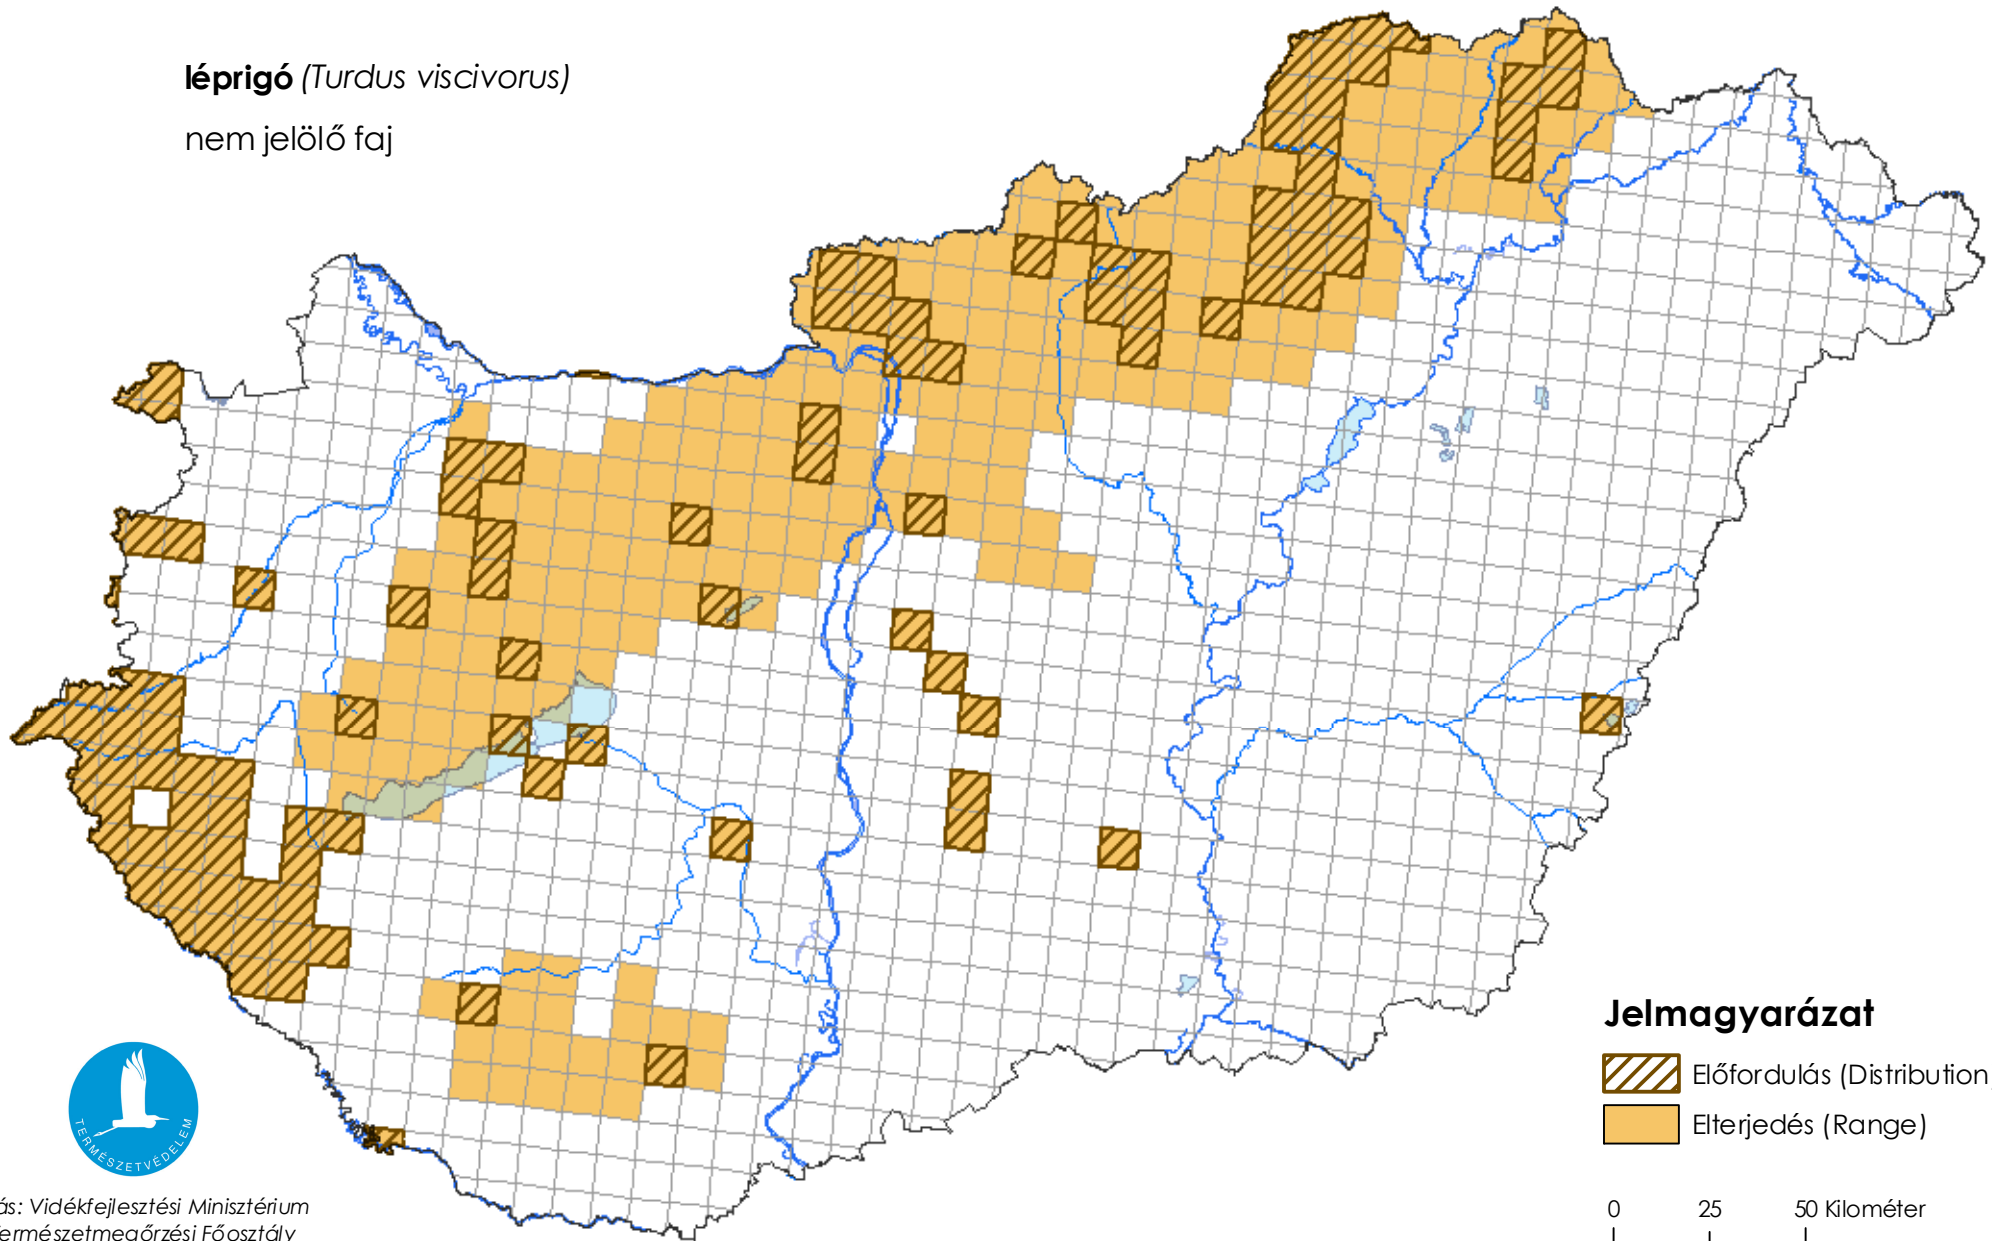 léprigó (Turdus viscivorus)
nem jelölő faj
Jelmagyarázat
Előfordulás (Distribution
Elterjedés (Range)
0 25 50 Kilométer
TERMÉSZETVÉDELEM
ás: Vidékfejlesztési Minisztérium
Természetmegőrzési Főosztály